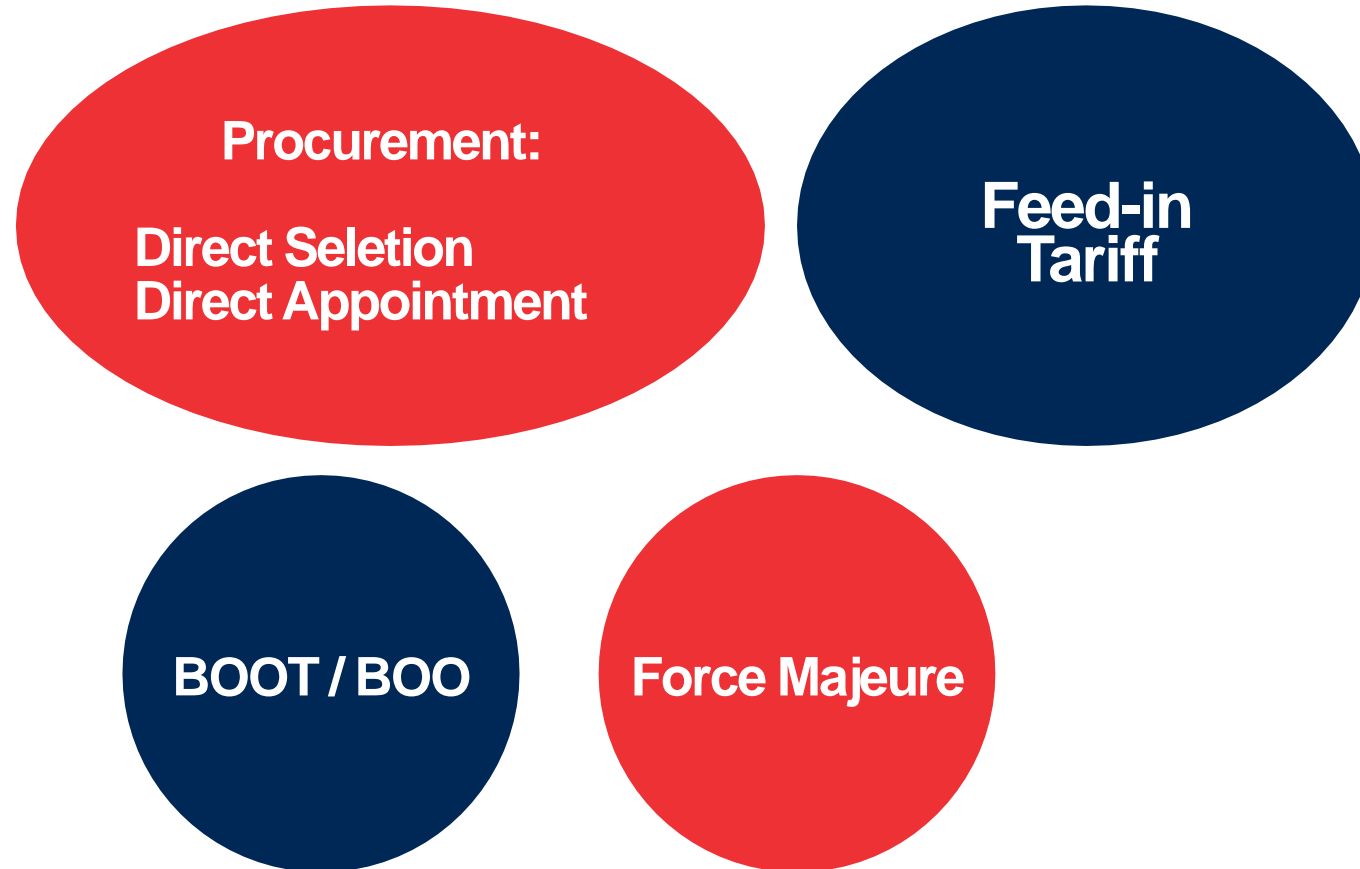 Procurement:
Direct Seletion
Direct Appointment
Feed-in
Tariff
BOOT / BOO
Force Majeure